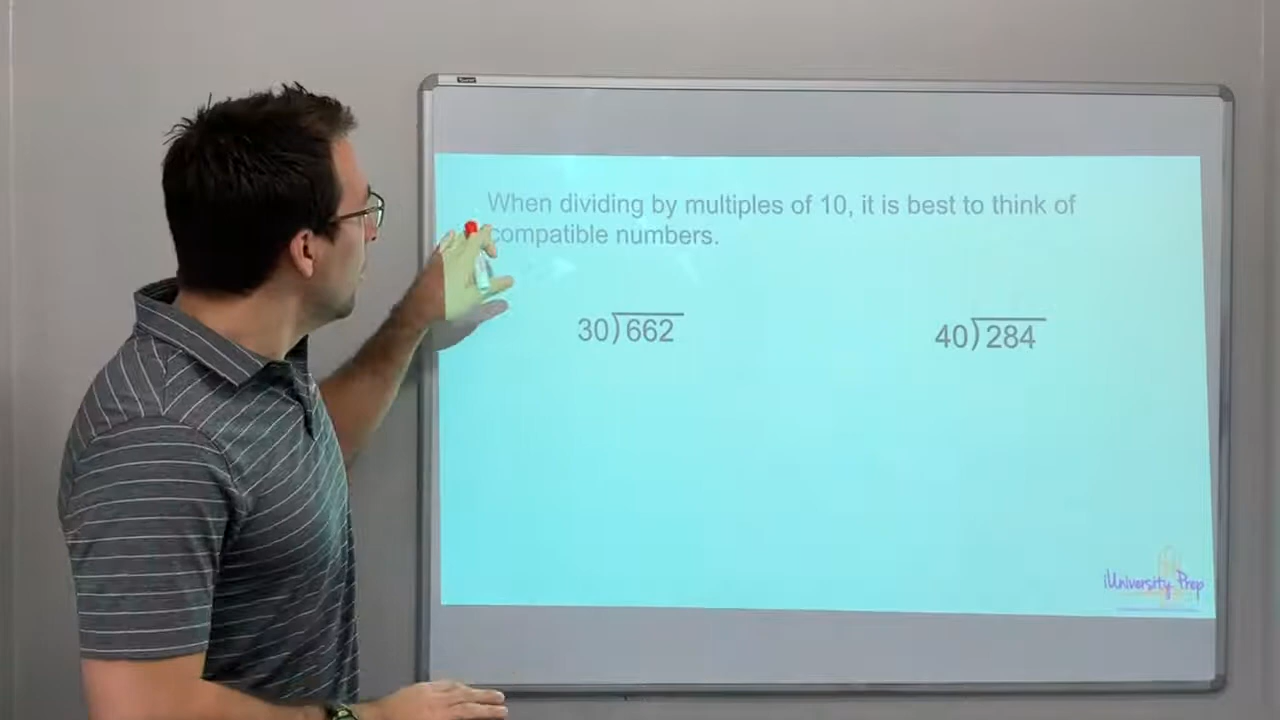 When dividing by multiples of 10, it is best to think of
compatible numbers.
30)662
40)284
iUniversity Prep